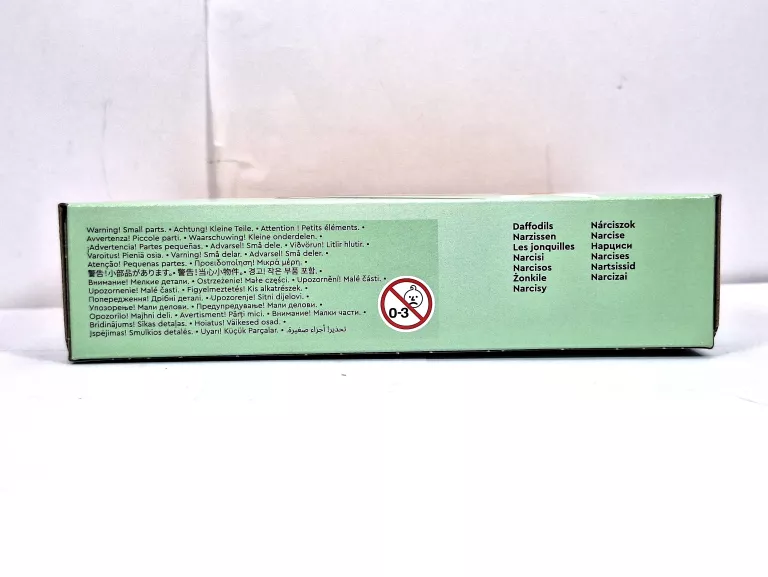 Warning! Small parts. • Achtung! Kleine Teile. • Attention ! Petits éléments. •
Avvertenza! Piccole parti. • Waarschuwing! Kleine onderdelen. •
¡Advertencia! Partes pequeñas. • Advarsel! Små dele. • Viðvörun! Litlir hlutir.
Varoitus! Pieniä osia. • Varning! Små delar. • Advarsel! Små deler. •
Atenção! Pequenas partes. • Προειδοποίηση! Μικρά μέρη. •
警告!小部品があります。• 警告!当心小物件。• 경고! 작은 부품 포함. •
Внимание! Мелкие детали. • Ostrzeżenie! Małe części. • Upozornění! Malé části. •
Upozornenie! Malé časti. • Figyelmeztetés! Kis alkatrészek. •
Попередження! Дрібні деталі. • Upozorenje! Sitni dijelovi. •
Упозорење! Мали делови. • Предупредување! Мали делови. •
Opozorilo! Majhni deli. • Avertisment! Părți mici. • Внимание! Малки части. •
Brīdinājums! Sīkas detaļas. • Hoiatus! Väikesed osad. •
Įspėjimas! Smulkios detalės. • Uyarı! Küçük Parçalar. • تحذير! أجزاء صغيرة. •
0-3
Daffodils
Narzissen
Les jonquilles
Narcisi
Narcisos
Żonkile
Narcisy
Nárciszok
Narcise
Нарциси
Narcises
Nartsissid
Narcizai